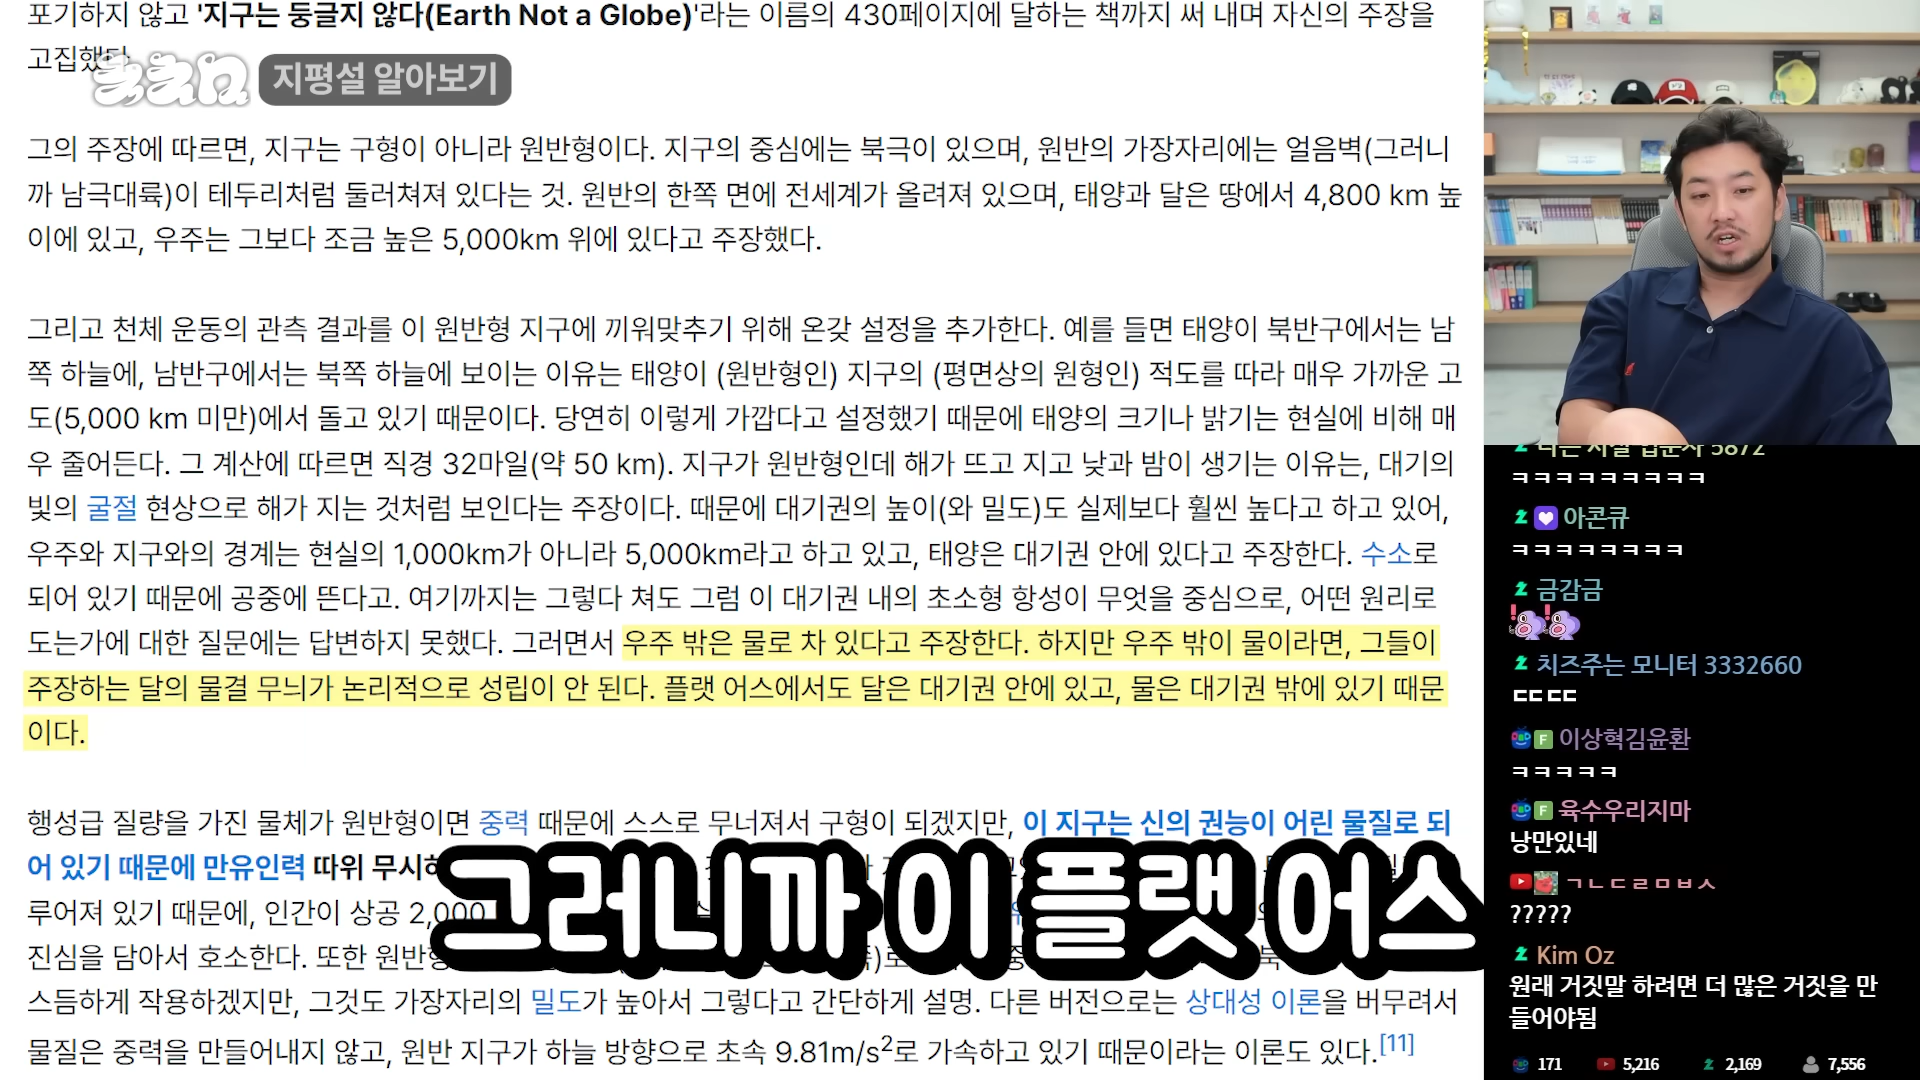 포기하지 않고 '지구는 둥글지 않다(Earth Not a Globe)'라는 이름의 430페이지에 달하는 책까지 써 내며 자신의 주장을
고집했다
지평설 알아보기
그의 주장에 따르면, 지구는 구형이 아니라 원반형이다. 지구의 중심에는 북극이 있으며, 원반의 가장자리에는 얼음벽(그러니
까 남극대륙)이 테두리처럼 둘러쳐져 있다는 것. 원반의 한쪽 면에 전세계가 올려져 있으며, 태양과 달은 땅에서 4,800 km 높
이에 있고, 우주는 그보다 조금 높은 5,000km 위에 있다고 주장했다.
그리고 천체 운동의 관측 결과를 이 원반형 지구에 끼워맞추기 위해 온갖 설정을 추가한다. 예를 들면 태양이 북반구에서는 남
쪽 하늘에, 남반구에서는 북쪽 하늘에 보이는 이유는 태양이 (원반형인) 지구의 (평면상의 원형인) 적도를 따라 매우 가까운 고
도(5,000 km 미만)에서 돌고 있기 때문이다. 당연히 이렇게 가깝다고 설정했기 때문에 태양의 크기나 밝기는 현실에 비해 매
우 줄어든다. 그 계산에 따르면 직경 32마일(약 50 km). 지구가 원반형인데 해가 뜨고 지고 낮과 밤이 생기는 이유는, 대기의
빛의 굴절 현상으로 해가 지는 것처럼 보인다는 주장이다. 때문에 대기권의 높이(와 밀도)도 실제보다 훨씬 높다고 하고 있어,
우주와 지구와의 경계는 현실의 1,000km가 아니라 5,000km라고 하고 있고, 태양은 대기권 안에 있다고 주장한다. 수소로
되어 있기 때문에 공중에 뜬다고. 여기까지는 그렇다 쳐도 그럼 이 대기권 내의 초소형 항성이 무엇을 중심으로, 어떤 원리로
도는가에 대한 질문에는 답변하지 못했다. 그러면서 우주 밖은 물로 차 있다고 주장한다. 하지만 우주 밖이 물이라면, 그들이
주장하는 달의 물결 무늬가 논리적으로 성립이 안 된다. 플랫 어스에서도 달은 대기권 안에 있고, 물은 대기권 밖에 있기 때문
이다.
행성급 질량을 가진 물체가 원반형이면 중력 때문에 스스로 무너져서 구형이 되겠지만, 이 지구는 신의 권능이 어린 물질로 되
어 있기 때문에 만유인력 따위 무시하
루어져 있기 때문에, 인간이 상공 2,000
진심을 담아서 호소한다. 또한 원반형
스듬하게 작용하겠지만, 그것도 가장자리의 밀도가 높아서 그렇다고 간단하게 설명. 다른 버전으로는 상대성 이론을 버무려서
물질은 중력을 만들어내지 않고, 원반 지구가 하늘 방향으로 초속 9.81m/s²로 가속하고 있기 때문이라는 이론도 있다.[11]
그러니까 이 플랫 어스
ㅋㅋㅋㅋㅋㅋㅋㅋㅋ
아콘큐
ㅋㅋㅋㅋㅋㅋㅋㅋ
금감금
치즈주는 모니터 3332660
ㄸㄸ
이상혁김윤환
ㅋㅋㅋㅋㅋ
육수우리지마
낭만있네
ㄱㄴㄷㄹㅁㅂㅅ
?????
Kim Oz
원래 거짓말 하려면 더 많은 거짓을 만
들어야됨
171 5,216 2,169 7,556